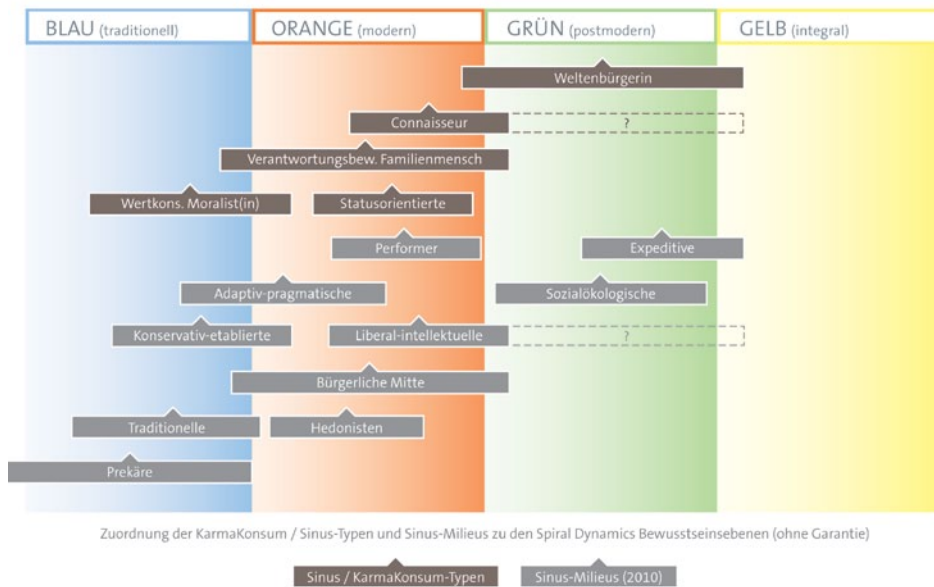 BLAU (traditionell)
ORANGE (modern)
GRÜN (postmodern)
GELB (integral)
Weltenbürgerin
Connaisseur
?
Verantwortungsbew. Familienmensch
Wertkons. Moralist(in)
Statusorientierte
Performer
Expeditive
Adaptiv-pragmatische
Sozialökologische
Konservativ-etablierte
Liberal-intellektuelle
?
Bürgerliche Mitte
Traditionelle
Hedonisten
Prekäre
Zuordnung der KarmaKonsum / Sinus-Typen und Sinus-Milieus zu den Spiral Dynamics Bewusstseinsebenen (ohne Garantie)
Sinus / KarmaKonsum-Typen
Sinus-Milieus (2010)